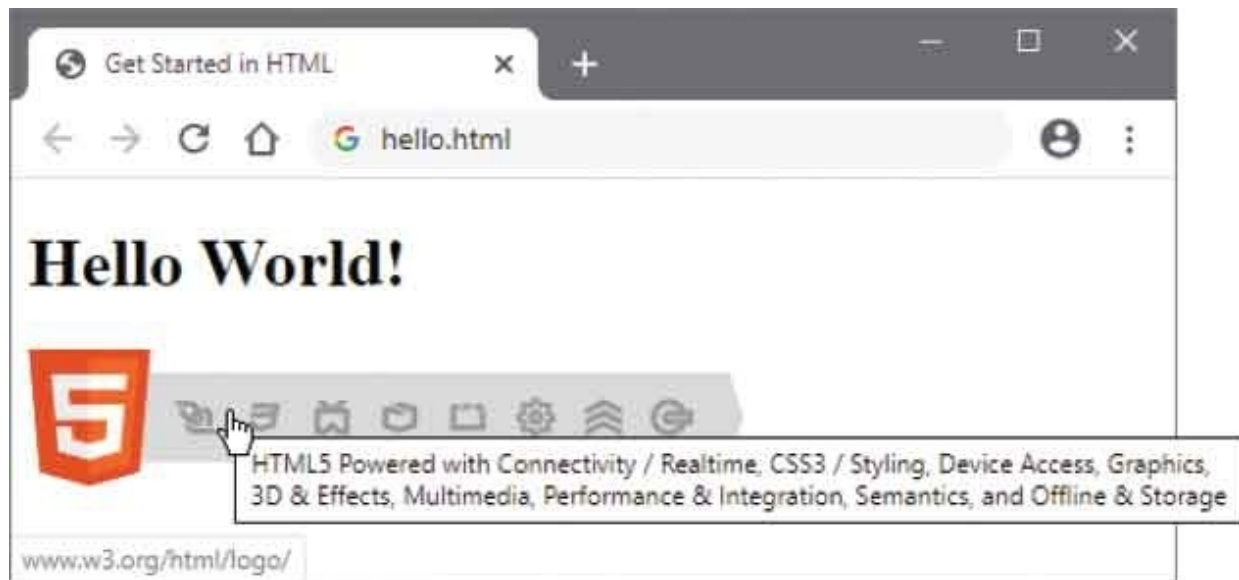 Get Started in HTML
hello.html
Hello World!
5
HTML5 Powered with Connectivity / Realtime, CSS3 / Styling, Device Access, Graphics,
3D & Effects, Multimedia, Performance & Integration, Semantics, and Offline & Storage
www.w3.org/html/logo/